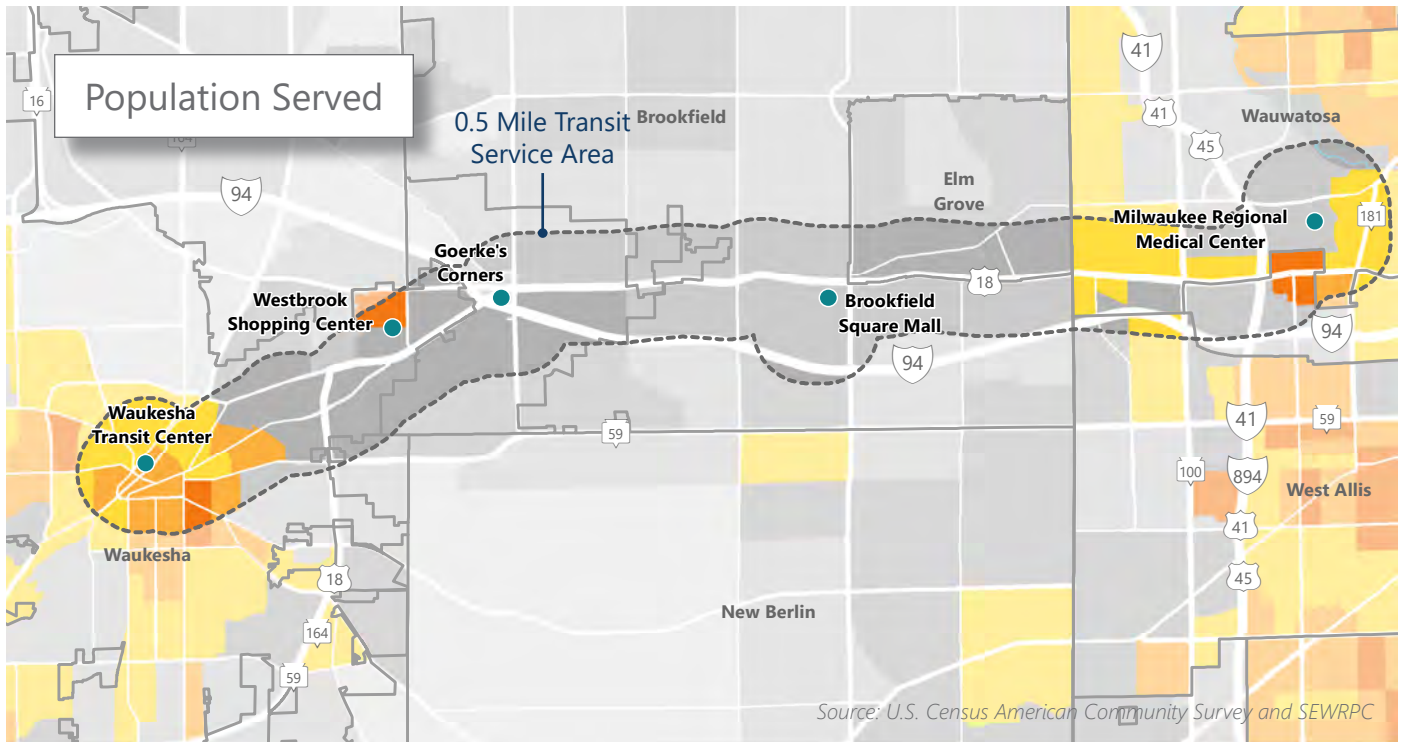 Population Served
16
164
94
0.5 Mile Transit
Service Area
Brookfield
41
41
45
Wauwatosa
Elm
Grove
Milwaukee Regional
Medical Center
181
Goerke's
Corners
Westbrook
Shopping Center
18
Brookfield
Square Mall
94
94
Waukesha
Transit Center
59
41
59
100
894
West Allis
41
Waukesha
18
45
New Berlin
164
59
Source: U.S. Census American Community Survey and SEWRPC